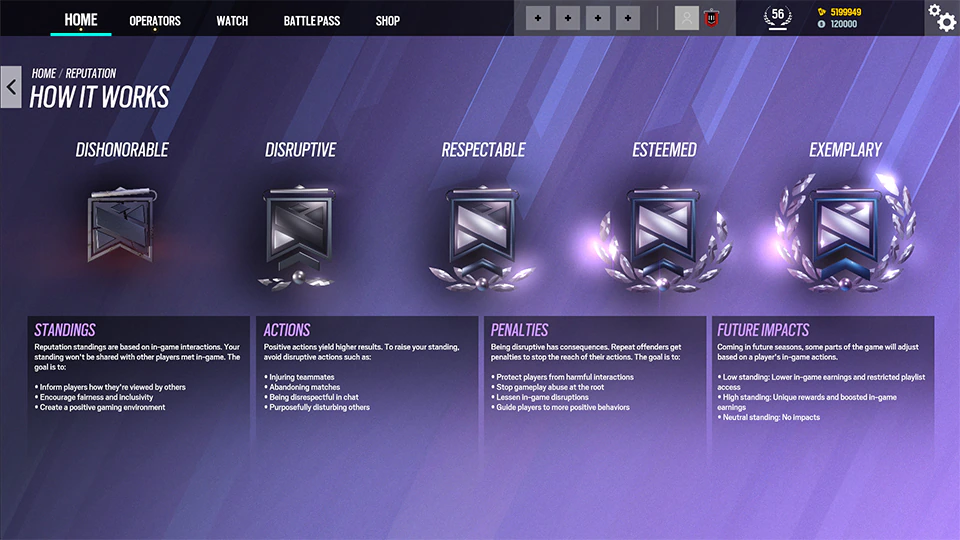 HOME OPERATORS WATCH BATTLE PASS SHOP
56
5199949
120000
HOME / REPUTATION
HOW IT WORKS
DISHONORABLE DISRUPTIVE RESPECTABLE ESTEEMED EXEMPLARY
STANDINGS
Reputation standings are based on in-game interactions. Your
standing won't be shared with other players met in-game. The
goal is to:
• Inform players how they're viewed by others
• Encourage fairness and inclusivity
• Create a positive gaming environment
ACTIONS
Positive actions yield higher results. To raise your standing,
avoid disruptive actions such as:
• Injuring teammates
• Abandoning matches
• Being disrespectful in chat
• Purposefully disturbing others
PENALTIES
Being disruptive has consequences. Repeat offenders get
penalties to stop the reach of their actions. The goal is to:
• Protect players from harmful interactions
• Stop gameplay abuse at the root
• Lessen in-game disruptions
• Guide players to more positive behaviors
FUTURE IMPACTS
Coming in future seasons, some parts of the game will adjust
based on a player's in-game actions.
• Low standing: Lower in-game earnings and restricted playlist
access
• High standing: Unique rewards and boosted in-game
earnings
• Neutral standing: No impacts